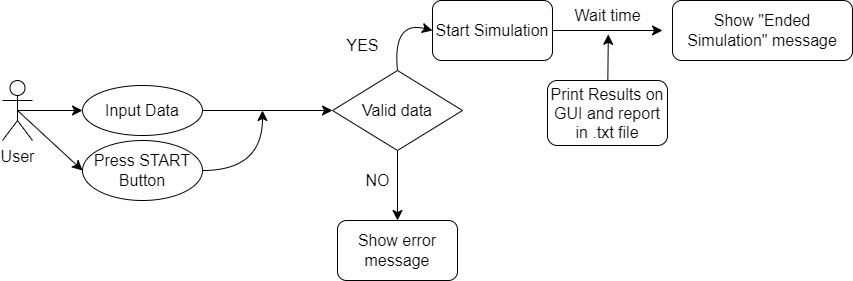 User
Input Data
Press START
Button
Valid data
YES
NO
Start Simulation
Wait time
Show "Ended
Simulation" message
Print Results on
GUI and report
in .txt file
Show error
message